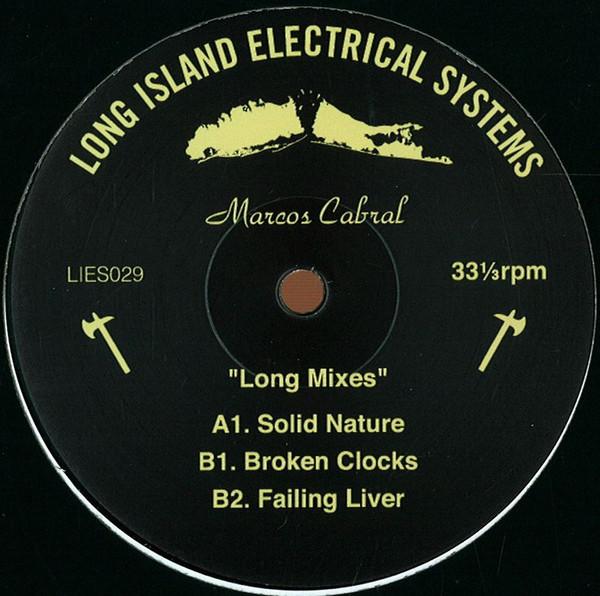 LONG ISLAND ELECTRICAL SYSTEMS
Marcos Cabral
LIES029
33⅓rpm
"Long Mixes"
A1. Solid Nature
B1. Broken Clocks
B2. Failing Liver